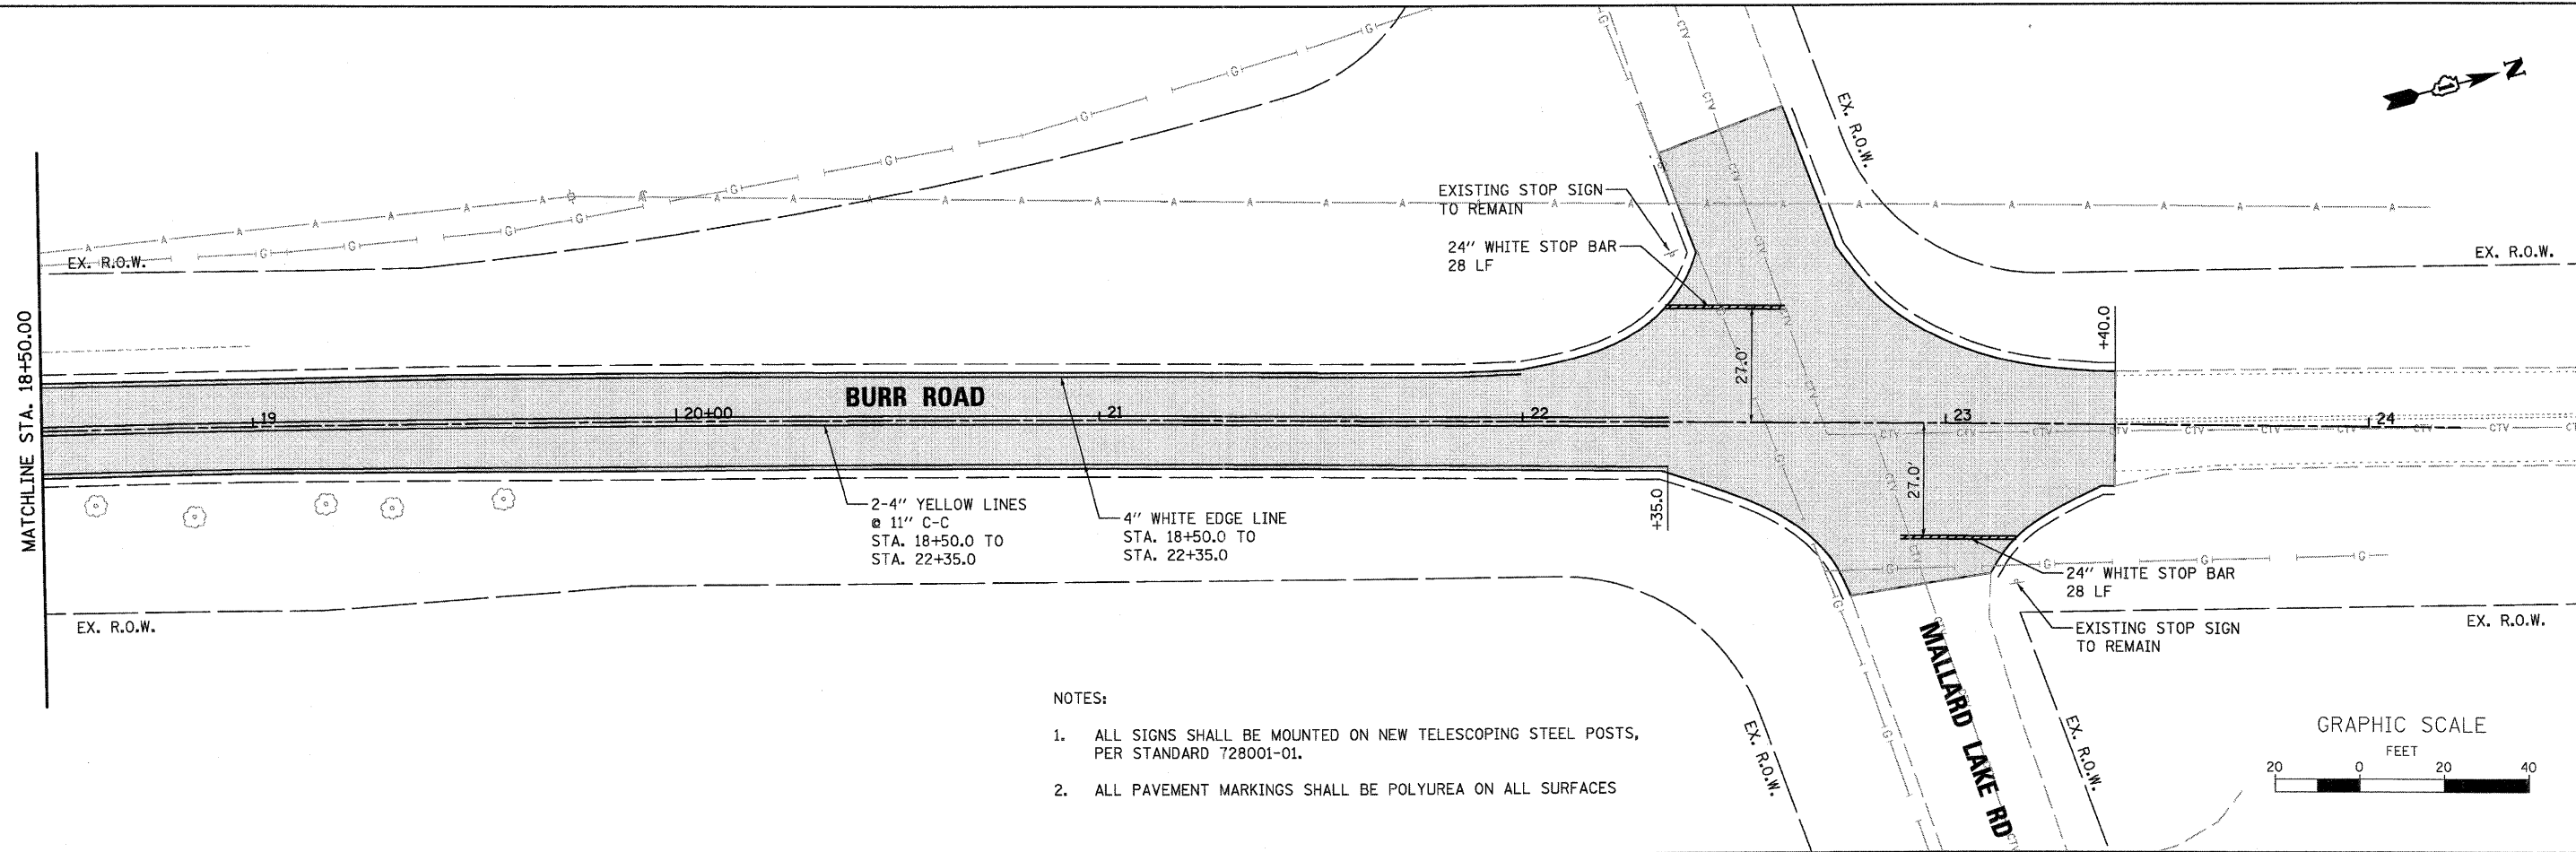 N
EX. R.O.W.
EXISTING STOP SIGN
TO REMAIN
24" WHITE STOP BAR
28 LF
EX. R.O.W.
EX. R.O.W.
MATCHLINE STA. 18+50.00
27.0'
+40.0
BURR ROAD
19
20+00
21
22
23
24
27.0'
+35.0
2-4" YELLOW LINES
@ 11" C-C
STA. 18+50.0 TO
STA. 22+35.0
4" WHITE EDGE LINE
STA. 18+50.0 TO
STA. 22+35.0
24" WHITE STOP BAR
28 LF
EX. R.O.W.
EXISTING STOP SIGN
TO REMAIN
EX. R.O.W.
MALLARD LAKE RD
EX. R.O.W.
EX. R.O.W.
NOTES:
1. ALL SIGNS SHALL BE MOUNTED ON NEW TELESCOPING STEEL POSTS,
PER STANDARD 728001-01.
2. ALL PAVEMENT MARKINGS SHALL BE POLYUREA ON ALL SURFACES
GRAPHIC SCALE
FEET
20 0 20 40